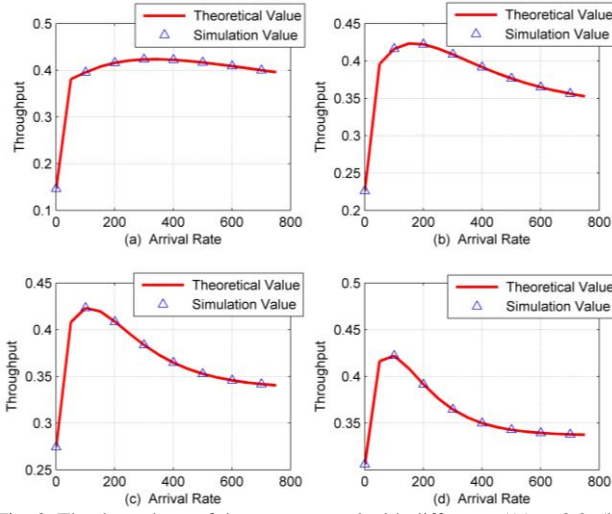 Theoretical Value
Simulation Value
0.5
0.4
0.3
0.2
0.1
Throughput
0 200 400 600 800
(a) Arrival Rate
Theoretical Value
Simulation Value
0.45
0.4
0.35
0.3
0.25
0.2
Throughput
0 200 400 600 800
(b) Arrival Rate
Theoretical Value
Simulation Value
0.45
0.4
0.35
0.3
0.25
Throughput
0 200 400 600 800
(c) Arrival Rate
Theoretical Value
Simulation Value
0.5
0.45
0.4
0.35
Throughput
0 200 400 600 800
(d) Arrival Rate